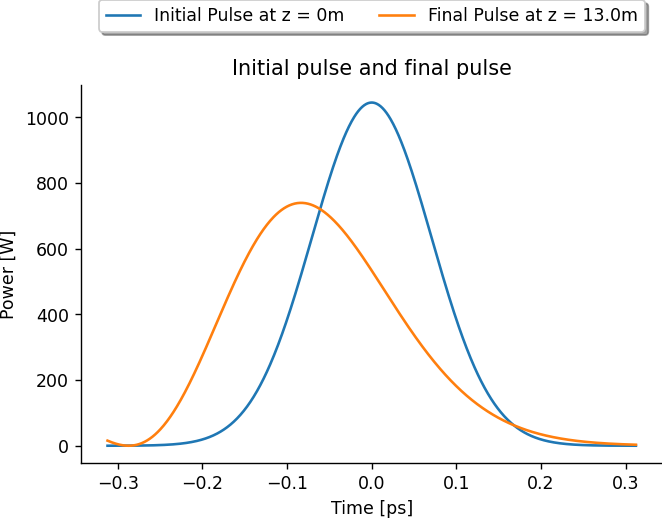 Initial Pulse at z = 0m
Final Pulse at z = 13.0m
Initial pulse and final pulse
1000
800
600
400
200
0
Power [W]
−0.3
−0.2
−0.1
0.0
0.1
0.2
0.3
Time [ps]